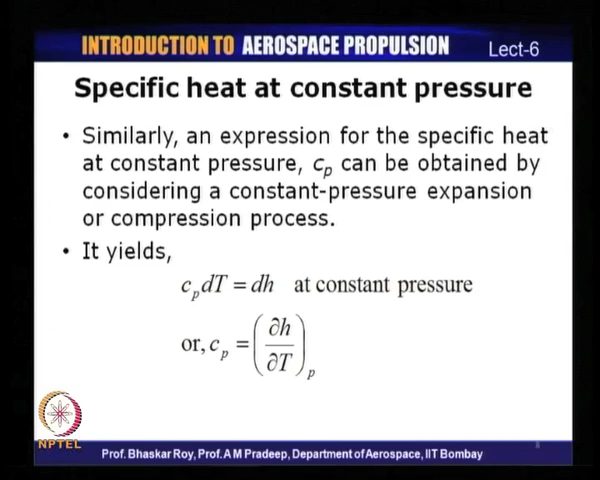 INTRODUCTION TO AEROSPACE PROPULSION Lect-6
Specific heat at constant pressure
• Similarly, an expression for the specific heat
at constant pressure, c_p can be obtained by
considering a constant-pressure expansion
or compression process.
• It yields,
c_p dT = dh at constant pressure
or, c_p = (∂h/∂T)_p
NPTEL
Prof. Bhaskar Roy, Prof. A M Pradeep, Department of Aerospace, IIT Bombay